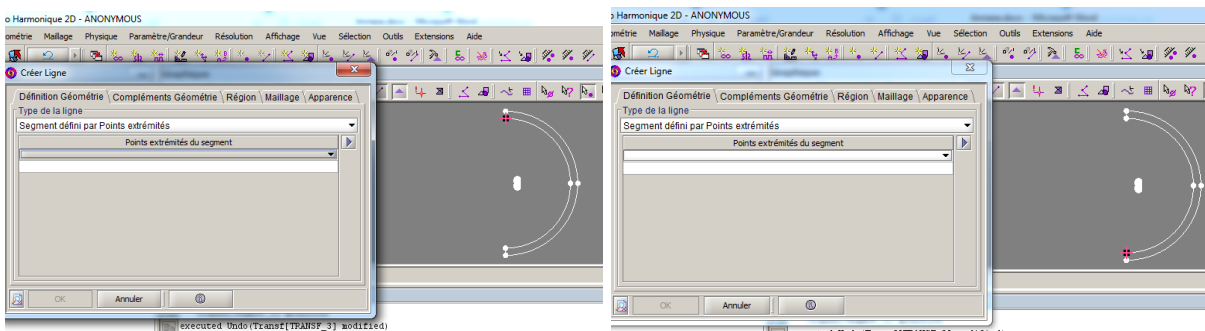 o Harmonique 2D - ANONYMOUS
ométrie Maillage Physique Paramètre/Grandeur Résolution Affichage Vue Sélection Outils Extensions Aide
Créer Ligne
Définition Géométrie Compléments Géométrie Région Maillage Apparence
Type de la ligne
Segment défini par Points extrémités
Points extrémités du segment
OK Annuler
executed Undo(Transf[TRANSF_3] modified)
o Harmonique 2D - ANONYMOUS
ométrie Maillage Physique Paramètre/Grandeur Résolution Affichage Vue Sélection Outils Extensions Aide
Créer Ligne
Définition Géométrie Compléments Géométrie Région Maillage Apparence
Type de la ligne
Segment défini par Points extrémités
Points extrémités du segment
OK Annuler